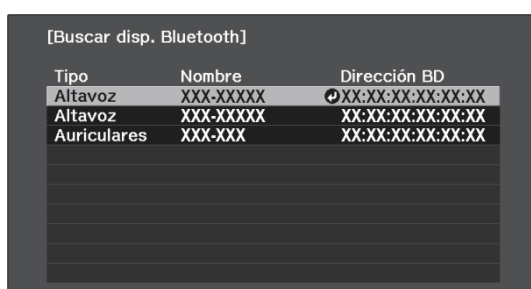 [Buscar disp. Bluetooth]
Tipo Nombre Dirección BD
Altavoz XXX-XXXXX XX:XX:XX:XX:XX:XX
Altavoz XXX-XXXXX XX:XX:XX:XX:XX:XX
Auriculares XXX-XXX XX:XX:XX:XX:XX:XX